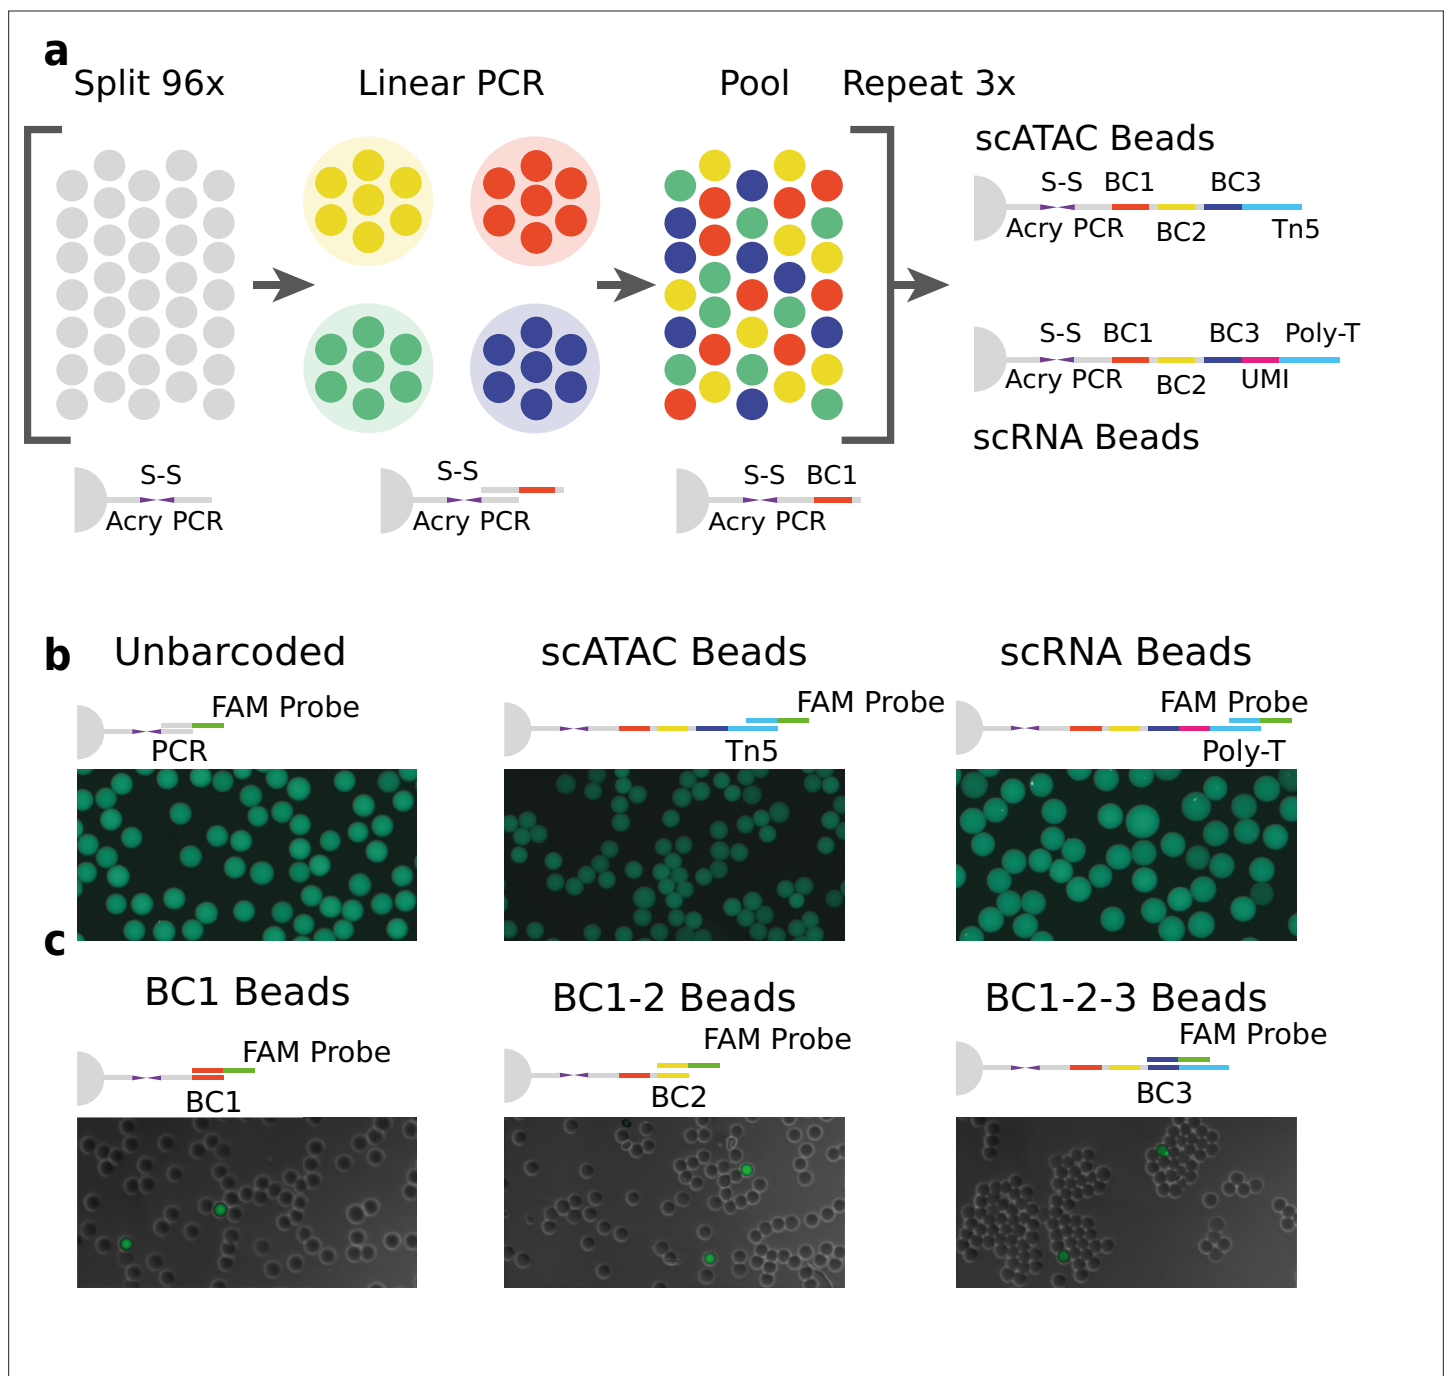 a
Split 96x
Linear PCR
Pool
Repeat 3x
scATAC Beads
S-S BC1 BC3
Acry PCR BC2 Tn5
S-S BC1 BC3 Poly-T
Acry PCR BC2 UMI
scRNA Beads
S-S
Acry PCR
S-S
Acry PCR
S-S BC1
Acry PCR
b
Unbarcoded
FAM Probe
PCR
scATAC Beads
FAM Probe
Tn5
scRNA Beads
FAM Probe
Poly-T
c
BC1 Beads
FAM Probe
BC1
BC1-2 Beads
FAM Probe
BC2
BC1-2-3 Beads
FAM Probe
BC3